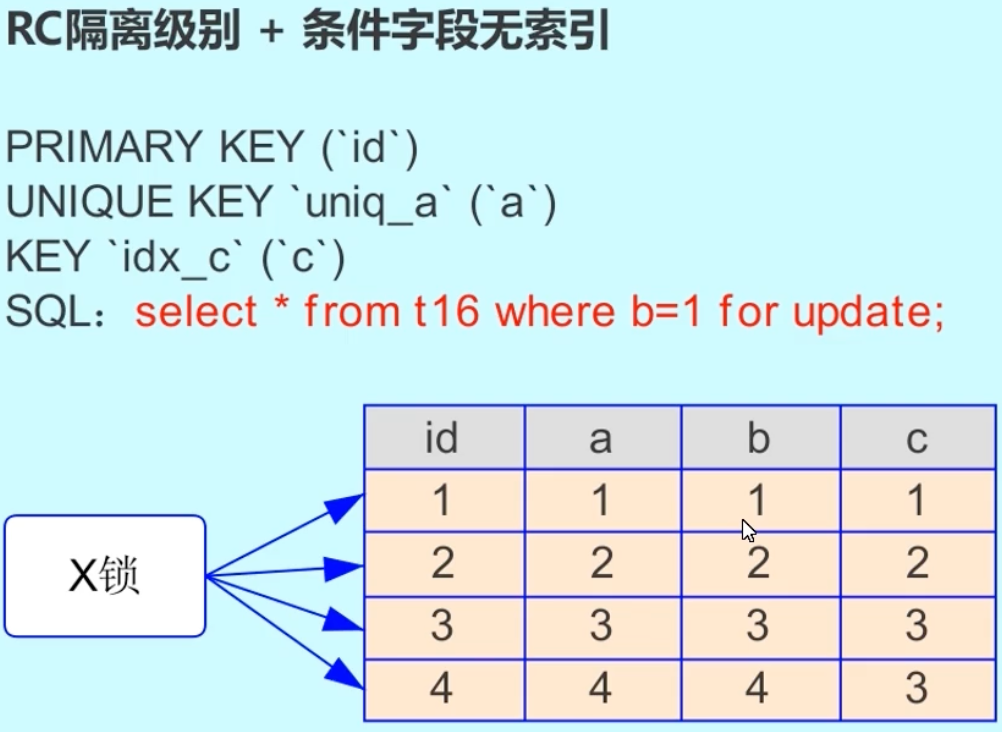 RC隔离级别 + 条件字段无索引
PRIMARY KEY (`id`)
UNIQUE KEY `uniq_a` (`a`)
KEY `idx_c` (`c`)
SQL：select * from t16 where b=1 for update;
id a b c
1 1 1 1
2 2 2 2
3 3 3 3
4 4 4 3
X锁